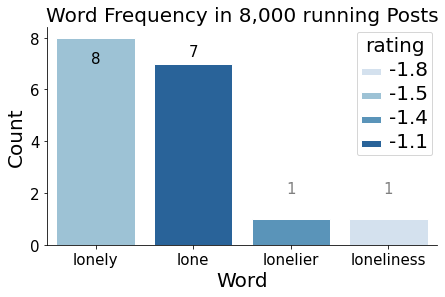 Word Frequency in 8,000 running Posts
rating
-1.8
-1.5
-1.4
-1.1
Count
8
6
4
2
0
8
7
1
1
lonely
lone
lonelier
loneliness
Word